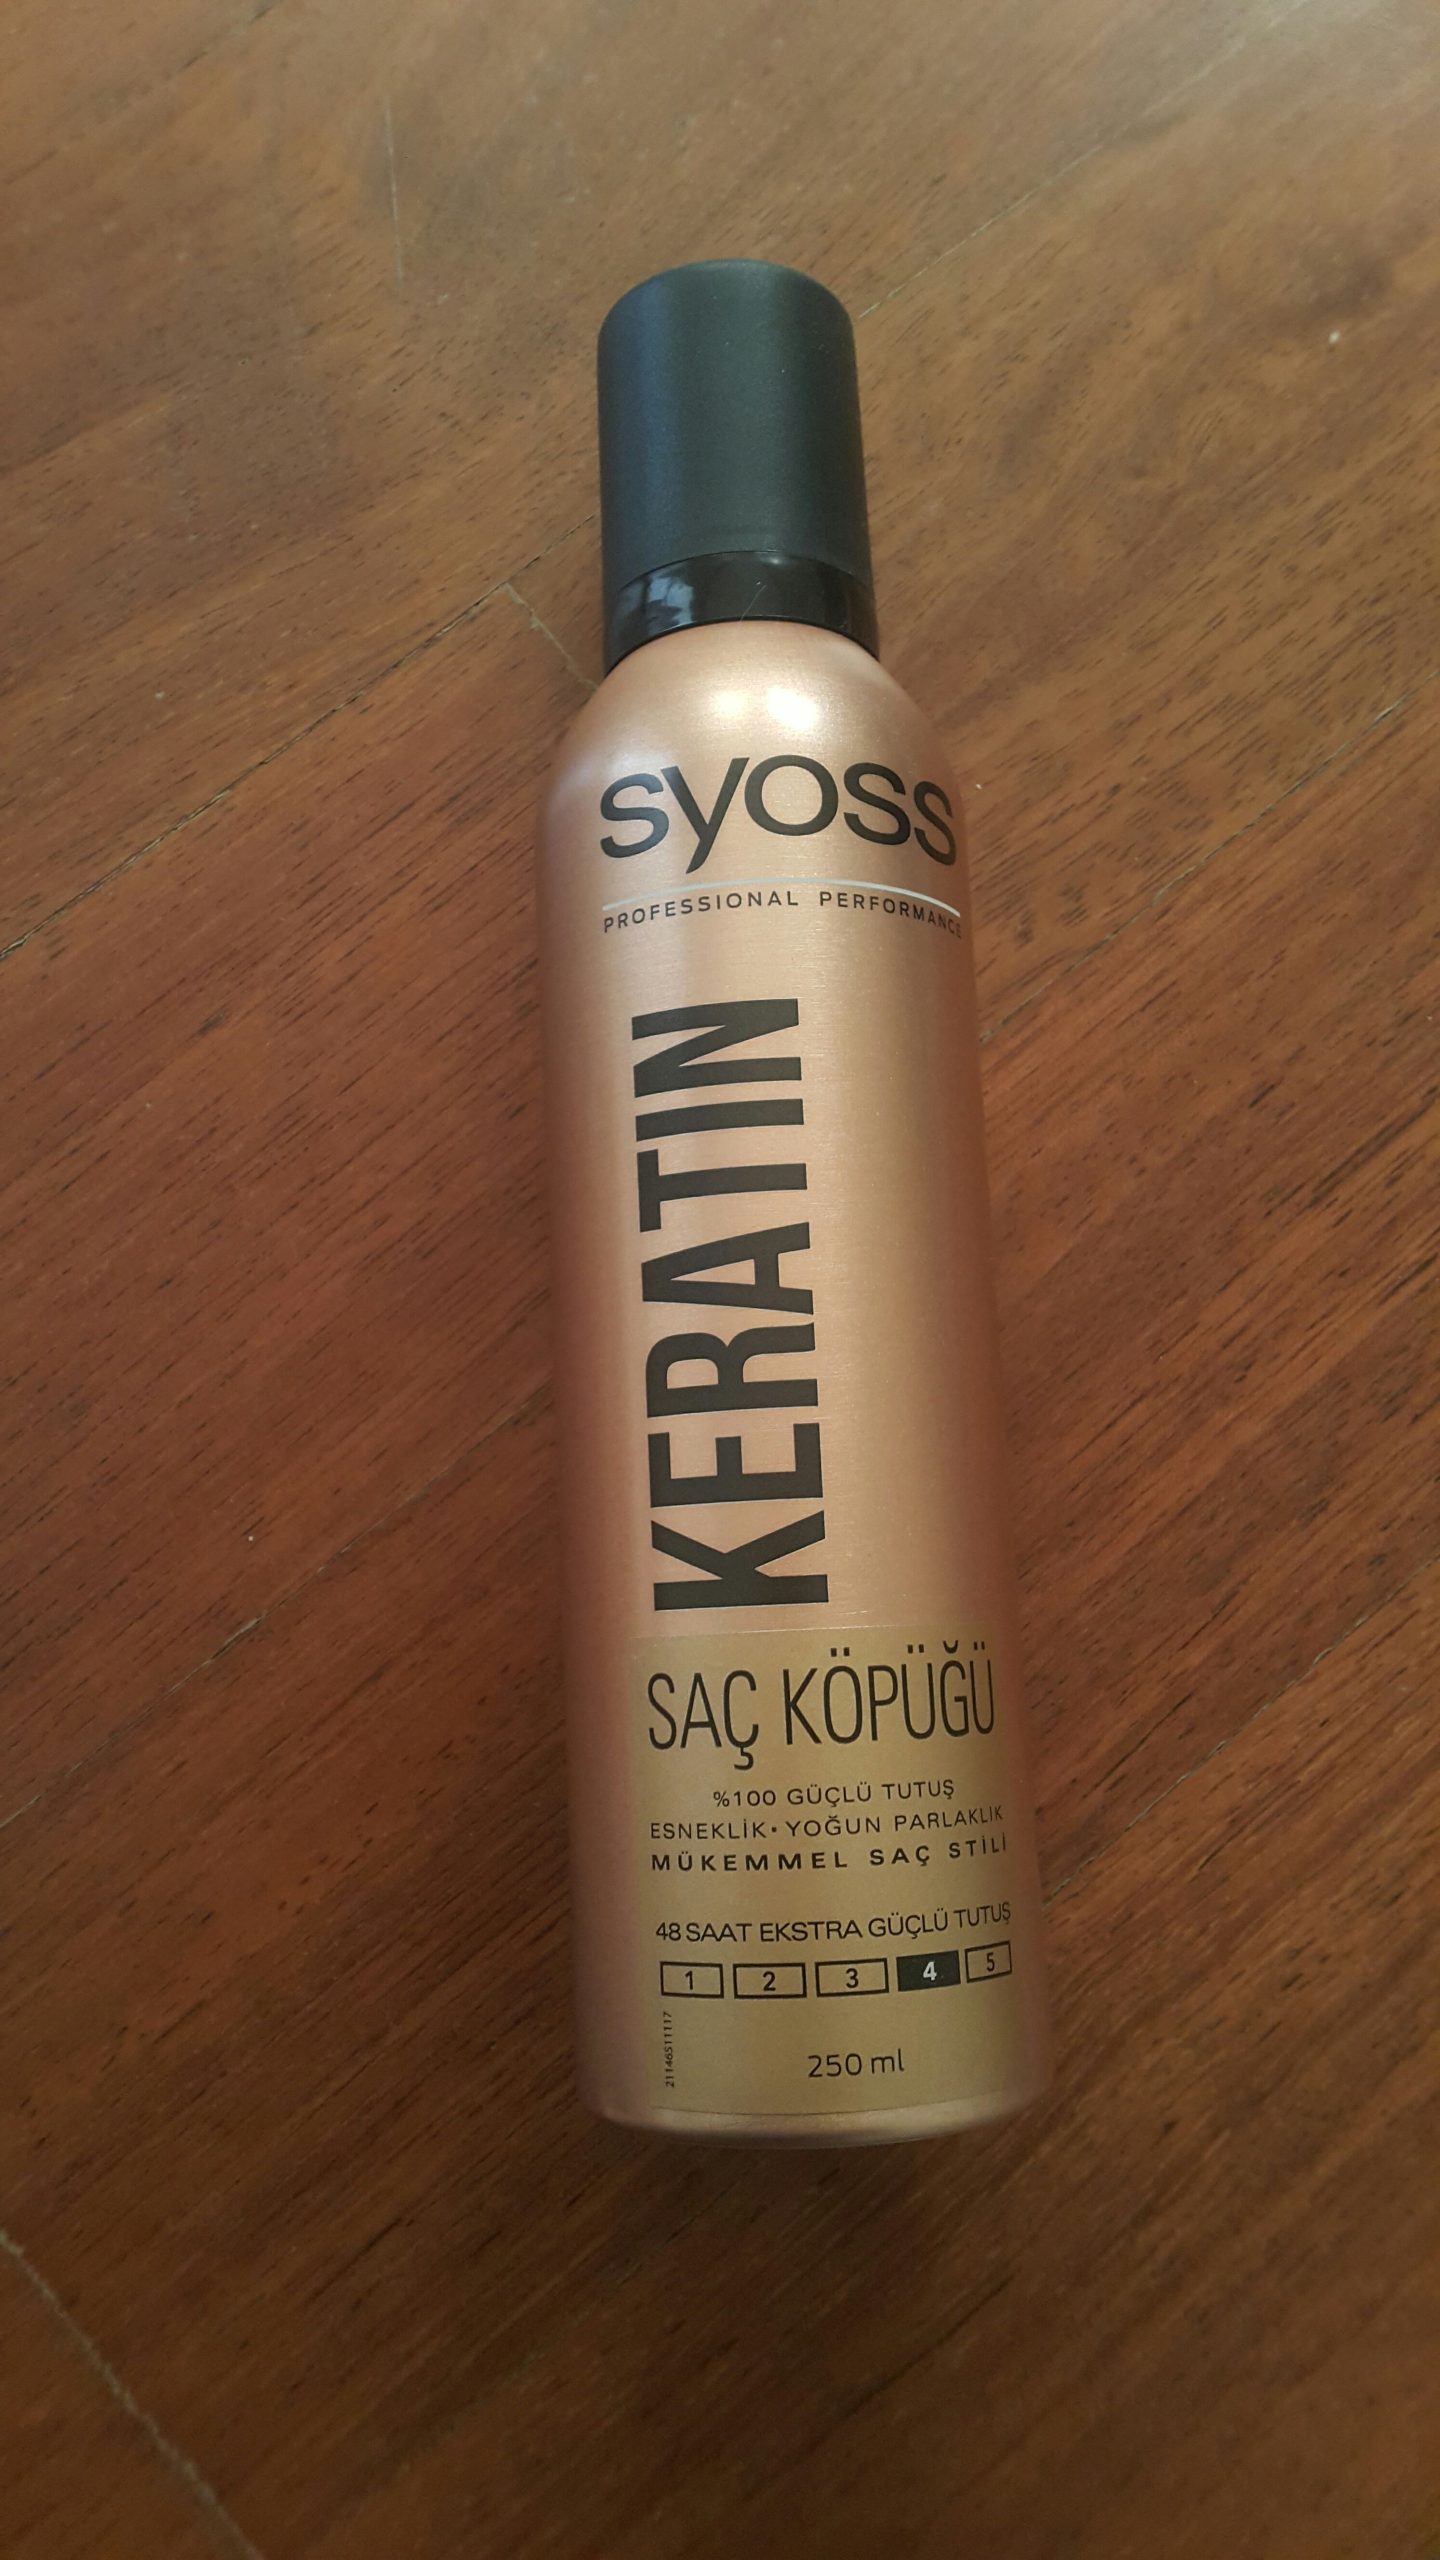 syoss
PROFESSIONAL PERFORMANCE
KERATIN
SAÇ KÖPÜĞÜ
%100 GÜÇLÜ TUTUŞ
ESNEKLİK• YOĞUN PARLAKLIK
MÜKEMMEL SAÇ STİLİ
48 SAAT EKSTRA GÜÇLÜ TUTUŞ
1 2 3 4 5
21146511117
250 ml